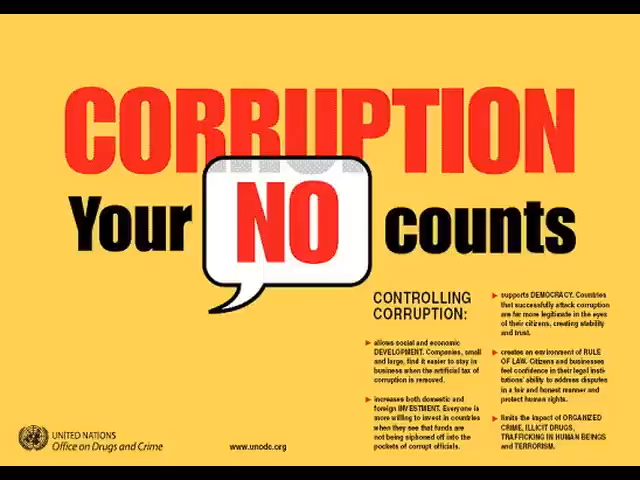 CORRUPTION
Your NO counts
CONTROLLING
CORRUPTION:
allows social and economic
DEVELOPMENT. Companies, small
and large, find it easier to stay in
business when the artificial tax of
corruption is removed.
increases both domestic and
foreign INVESTMENT. Everyone is
more willing to invest in countries
when they see that funds are
not being siphoned off into the
pockets of corrupt officials.
supports DEMOCRACY. Countries
that successfully attack corruption
are far more legitimate in the eyes
of their citizens, creating stability
and trust.
creates an environment of RULE
OF LAW. Citizens and businesses
feel confidence in their legal insti-
tutions' ability to address disputes
in a fair and honest manner and
protect human rights.
limits the impact of ORGANIZED
CRIME, ILLICIT DRUGS,
TRAFFICKING IN HUMAN BEINGS
and TERRORISM.
UNITED NATIONS
Office on Drugs and Crime
www.unodc.org